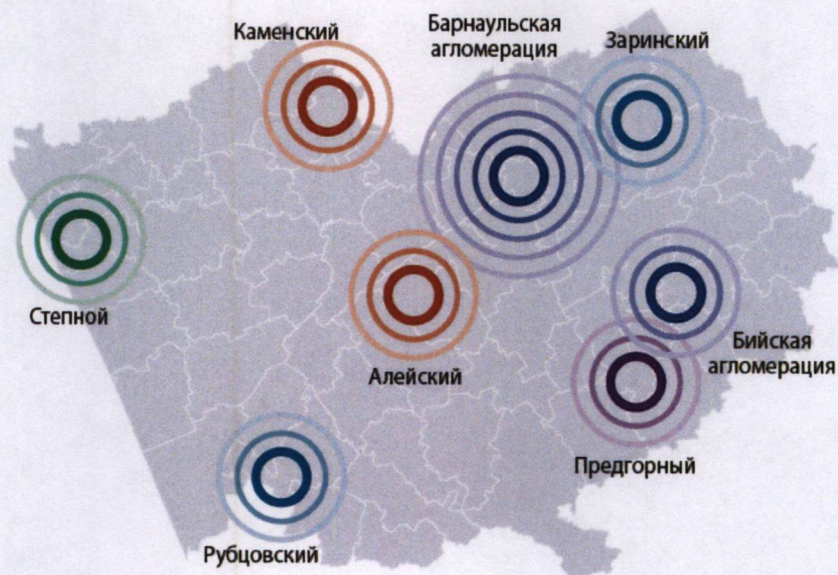 Каменский
Барнаульская
агломерация
Заринский
Степной
Алейский
Бийская
агломерация
Предгорный
Рубцовский